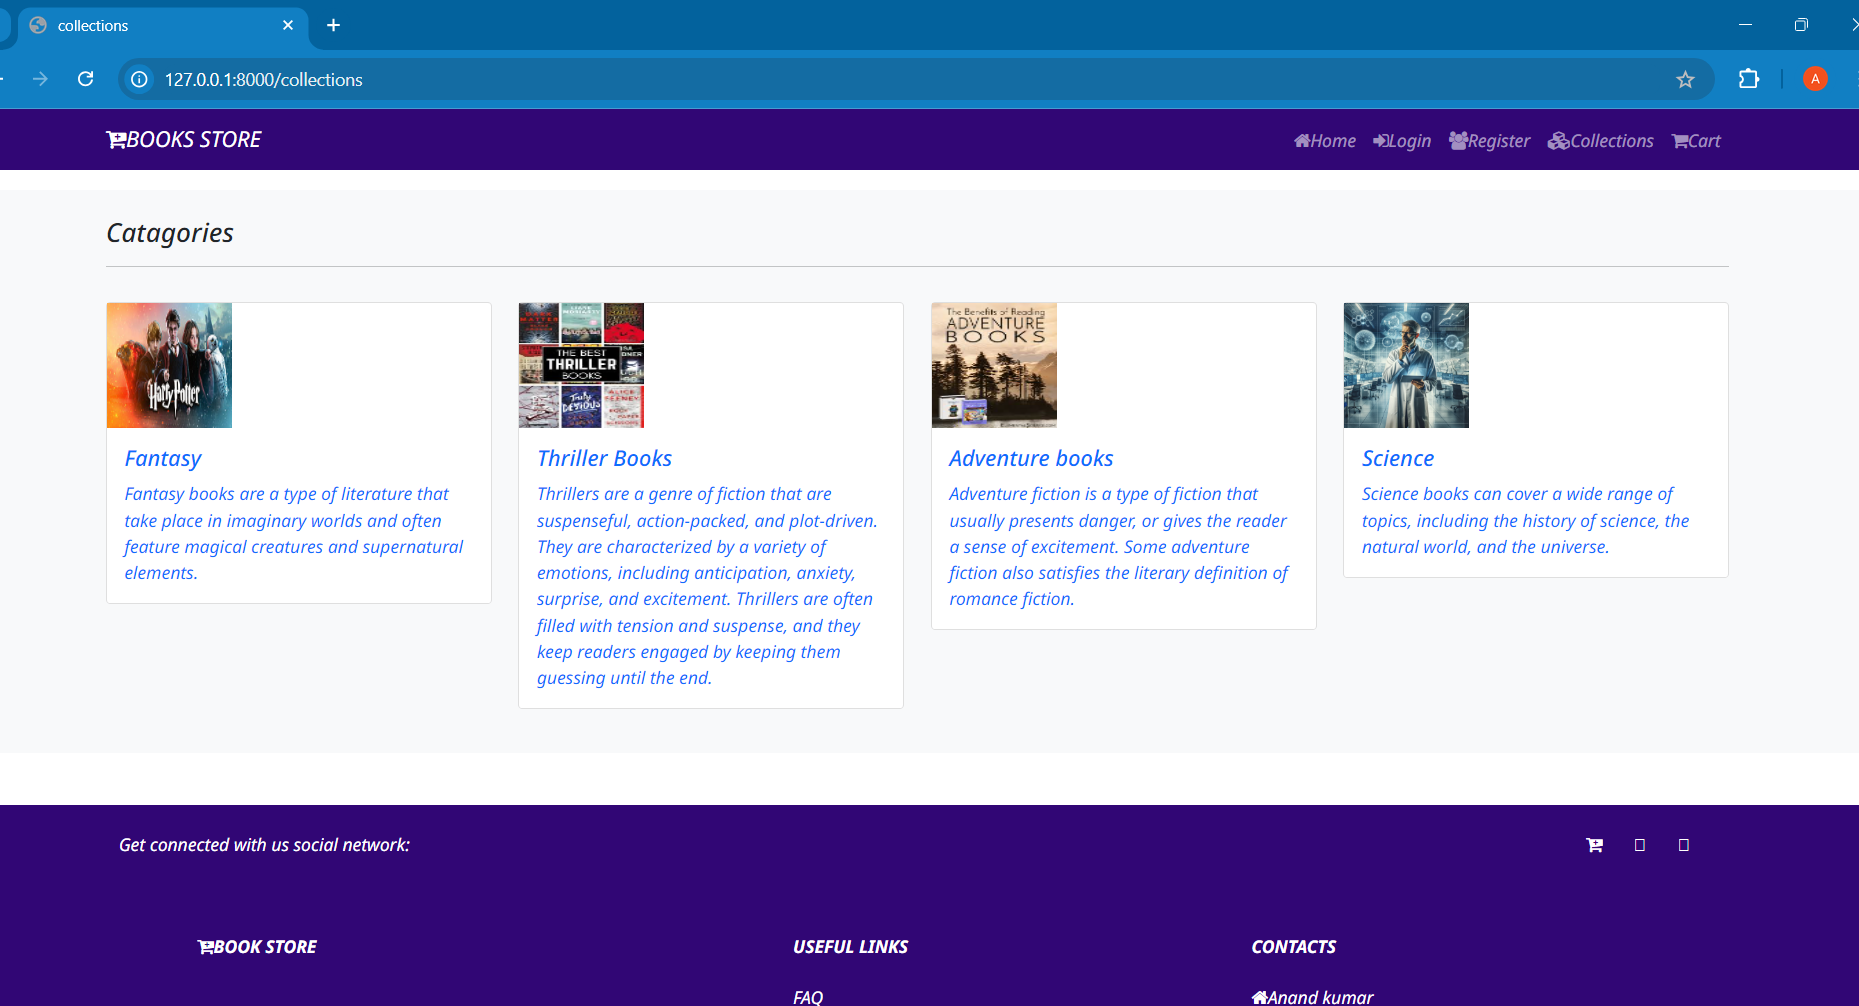 collections
127.0.0.1:8000/collections
A
BOOKS STORE
Home Login Register Collections Cart
Catagories
Harry Potter
Fantasy
Fantasy books are a type of literature that
take place in imaginary worlds and often
feature magical creatures and supernatural
elements.
THE BEST
THRILLER
BOOKS
Thriller Books
Thrillers are a genre of fiction that are
suspenseful, action-packed, and plot-driven.
They are characterized by a variety of
emotions, including anticipation, anxiety,
surprise, and excitement. Thrillers are often
filled with tension and suspense, and they
keep readers engaged by keeping them
guessing until the end.
The Benefits of Reading
ADVENTURE
BOOKS
Adventure books
Adventure fiction is a type of fiction that
usually presents danger, or gives the reader
a sense of excitement. Some adventure
fiction also satisfies the literary definition of
romance fiction.
Science
Science books can cover a wide range of
topics, including the history of science, the
natural world, and the universe.
Get connected with us social network:
BOOK STORE
USEFUL LINKS
CONTACTS
FAQ
Anand kumar